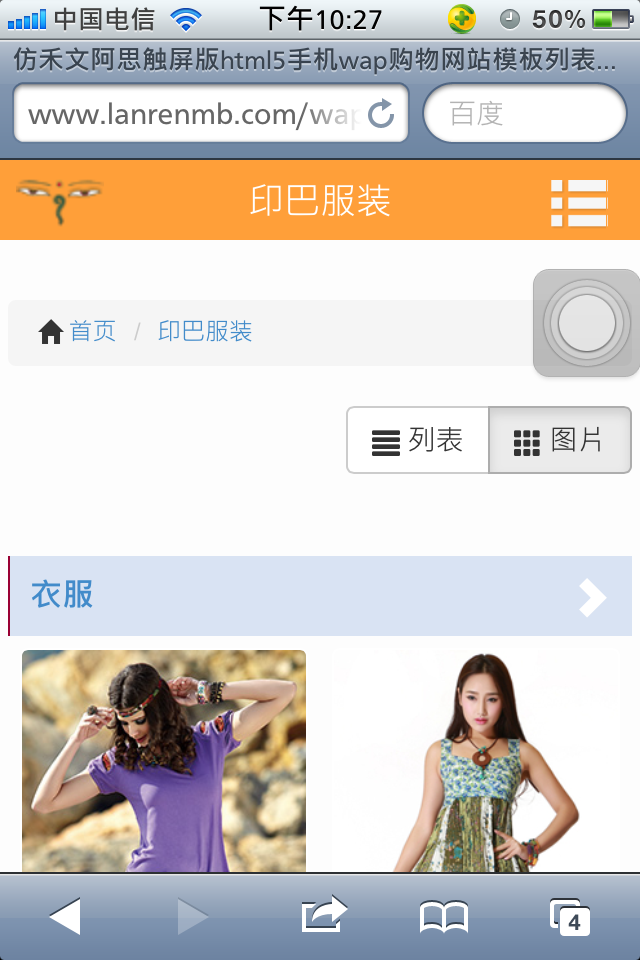 中国电信 下午10:27 50%
仿禾文阿思触屏版html5手机wap购物网站模板列表...
www.lanrenmb.com/wap 百度
印巴服装
首页 / 印巴服装
列表 图片
衣服
4